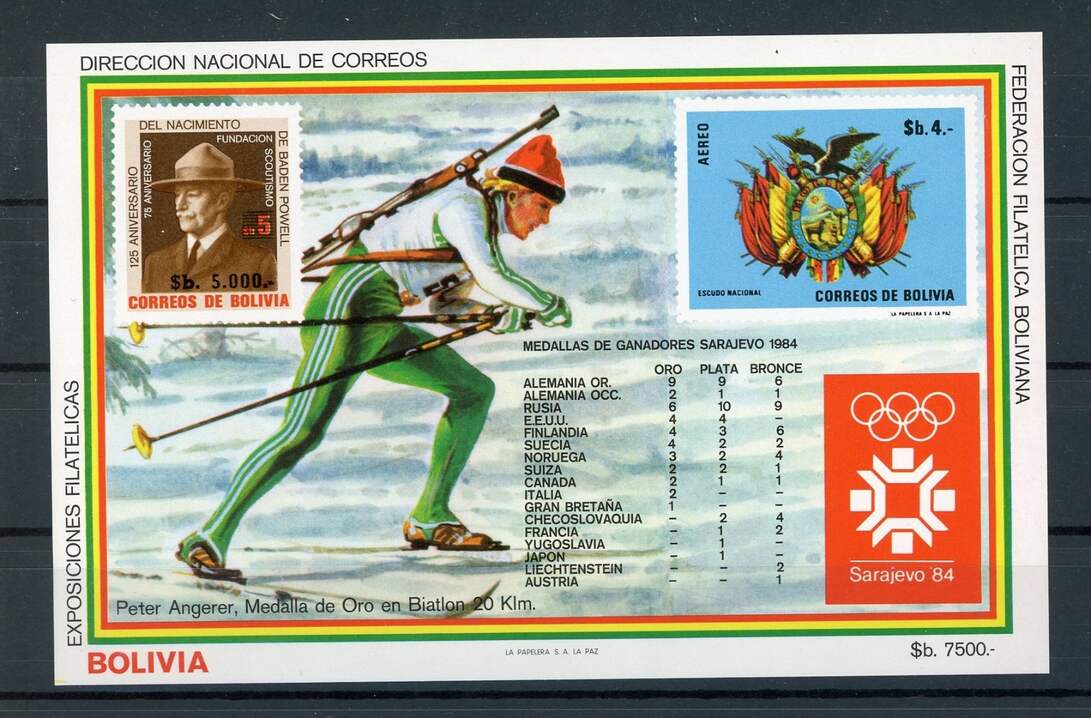 DIRECCION NACIONAL DE CORREOS
FEDERACION FILATELICA BOLIVIANA
EXPOSICIONES FILATELICAS
125 ANIVERSARIO
DEL NACIMIENTO
DE BADEN POWELL
75 ANIVERSARIO
FUNDACION
SCOUTISMO
5
$b. 5.000.-
CORREOS DE BOLIVIA
AEREO
$b. 4.-
ESCUDO NACIONAL
CORREOS DE BOLIVIA
LA PAPELERA S. A. LA PAZ
MEDALLAS DE GANADORES SARAJEVO 1984
ORO PLATA BRONCE
ALEMANIA OR. 9 9 6
ALEMANIA OCC. 2 1 1
RUSIA 6 10 9
E.E.U.U. 4 4 –
FINLANDIA 4 3 6
SUECIA 4 2 2
NORUEGA 3 2 4
SUIZA 2 2 1
CANADA 2 1 1
ITALIA 2 – –
GRAN BRETAÑA 1 – –
CHECOSLOVAQUIA – 2 4
FRANCIA – 1 2
YUGOSLAVIA – 1 –
JAPON – 1 –
LIECHTENSTEIN – – 2
AUSTRIA – – 1
Sarajevo '84
Peter Angerer, Medalla de Oro en Biatlon 20 Klm.
BOLIVIA
LA PAPELERA S. A. LA PAZ
$b. 7500.-